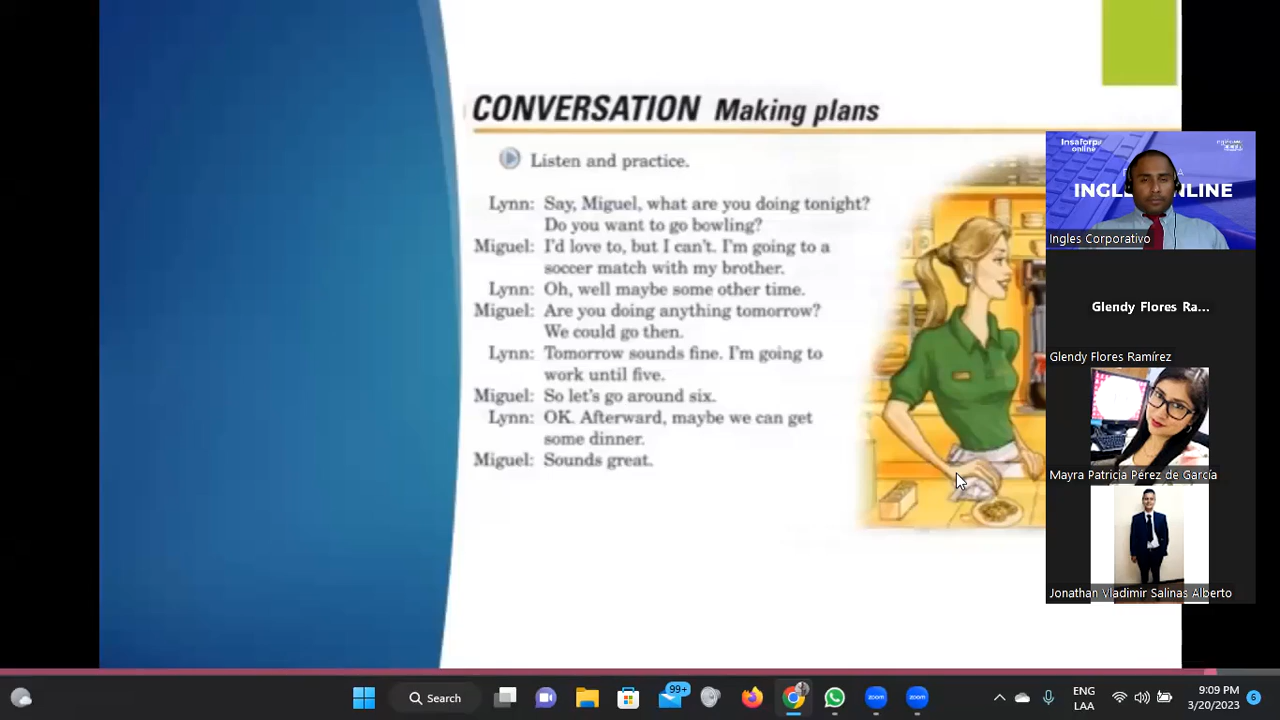 CONVERSATION Making plans
Listen and practice.
Lynn: Say, Miguel, what are you doing tonight?
Do you want to go bowling?
Miguel: I'd love to, but I can't. I'm going to a
soccer match with my brother.
Lynn: Oh, well maybe some other time.
Miguel: Are you doing anything tomorrow?
We could go then.
Lynn: Tomorrow sounds fine. I'm going to
work until five.
Miguel: So let's go around six.
Lynn: OK. Afterward, maybe we can get
some dinner.
Miguel: Sounds great.
Insaforp
online
INGL ONLINE
Ingles Corporativo
Glendy Flores Ra...
Glendy Flores Ramírez
Mayra Patricia Pérez de García
Jonathan Vladimir Salinas Alberto
Search
99+
ENG
LAA
9:09 PM
3/20/2023
6